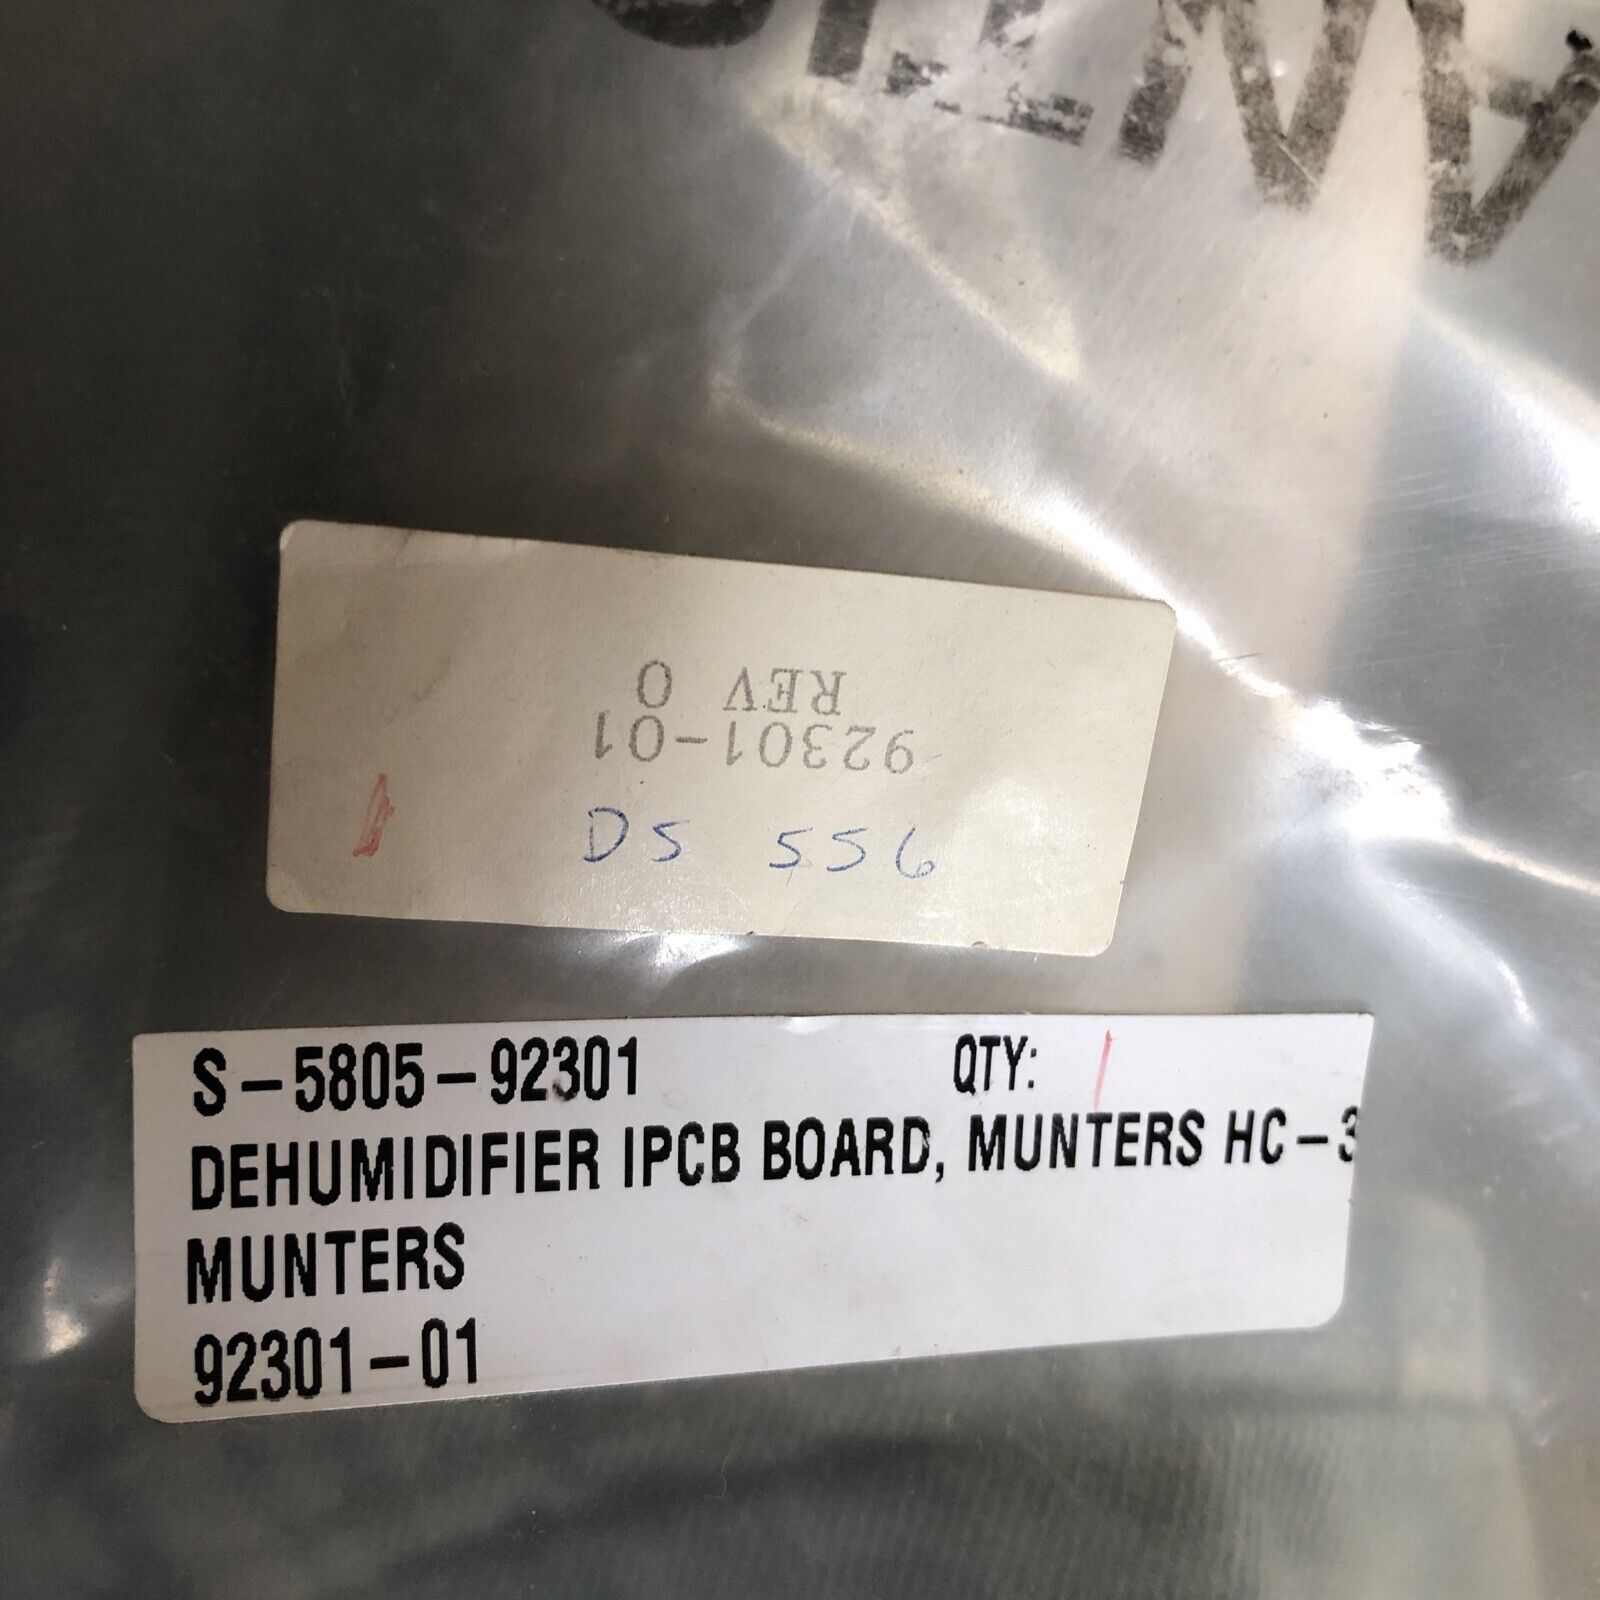 ANTIS
92301-01
REV 0
DS 556
S-5805-92301 QTY: 1
DEHUMIDIFIER IPCB BOARD, MUNTERS HC-3
MUNTERS
92301-01